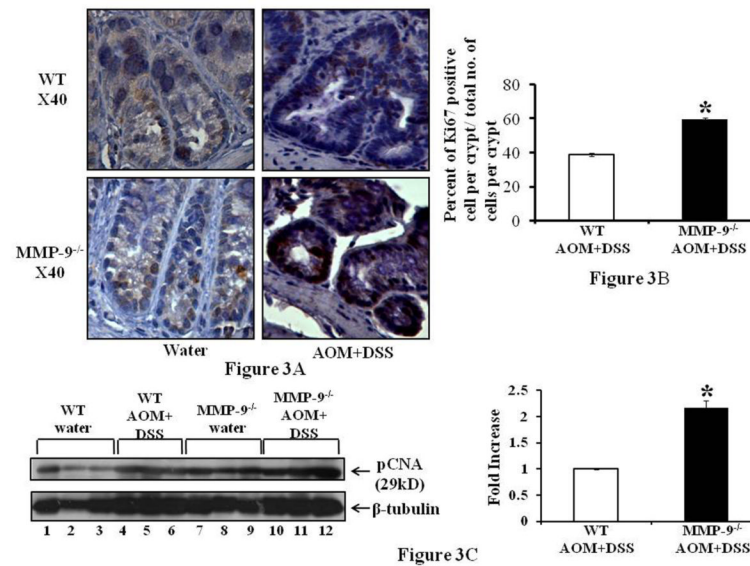 WT
X40
MMP-9-/-
X40
Water
AOM+DSS
Figure 3A
Percent of Ki67 positive
cell per crypt/ total no. of
cells per crypt
80
60
40
20
0
*
WT
AOM+DSS
MMP-9-/-
AOM+DSS
Figure 3B
WT
water
WT
AOM+
DSS
MMP-9-/-
water
MMP-9-/-
AOM+
DSS
pCNA
(29kD)
β-tubulin
1 2 3 4 5 6 7 8 9 10 11 12
Fold Increase
2.5
2
1.5
1
0.5
0
*
WT
AOM+DSS
MMP-9-/-
AOM+DSS
Figure 3C